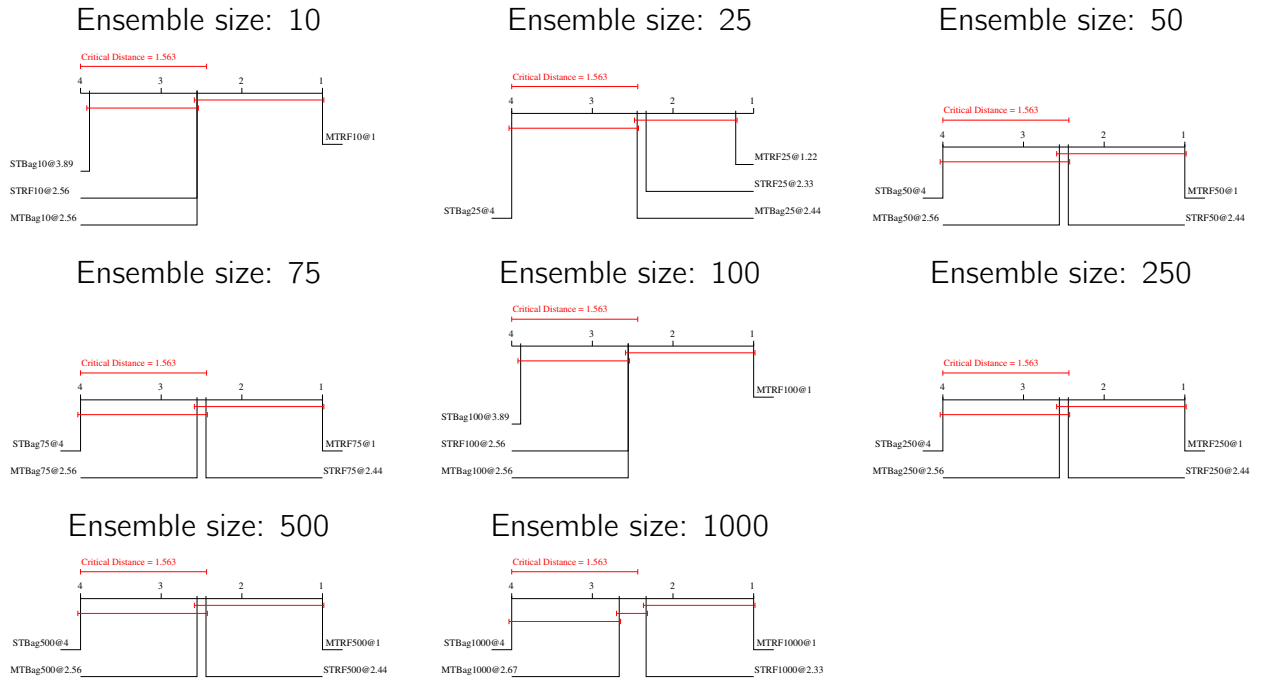 Ensemble size: 10
Critical Distance = 1.563
4 3 2 1
MTRF10@1
STBag10@3.89
STRF10@2.56
MTBag10@2.56
Ensemble size: 25
Critical Distance = 1.563
4 3 2 1
MTRF25@1.22
STRF25@2.33
STBag25@4
MTBag25@2.44
Ensemble size: 50
Critical Distance = 1.563
4 3 2 1
STBag50@4
MTRF50@1
MTBag50@2.56
STRF50@2.44
Ensemble size: 75
Critical Distance = 1.563
4 3 2 1
STBag75@4
MTRF75@1
MTBag75@2.56
STRF75@2.44
Ensemble size: 100
Critical Distance = 1.563
4 3 2 1
MTRF100@1
STBag100@3.89
STRF100@2.56
MTBag100@2.56
Ensemble size: 250
Critical Distance = 1.563
4 3 2 1
STBag250@4
MTRF250@1
MTBag250@2.56
STRF250@2.44
Ensemble size: 500
Critical Distance = 1.563
4 3 2 1
STBag500@4
MTRF500@1
MTBag500@2.56
STRF500@2.44
Ensemble size: 1000
Critical Distance = 1.563
4 3 2 1
STBag1000@4
MTRF1000@1
MTBag1000@2.67
STRF1000@2.33